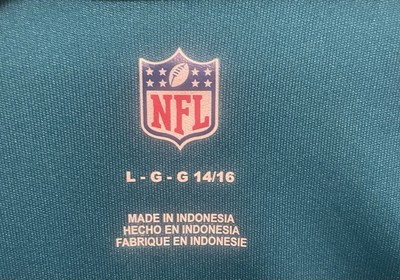 NFL
L - G - G 14/16
MADE IN INDONESIA
HECHO EN INDONESIA
FABRIQUE EN INDONESIE